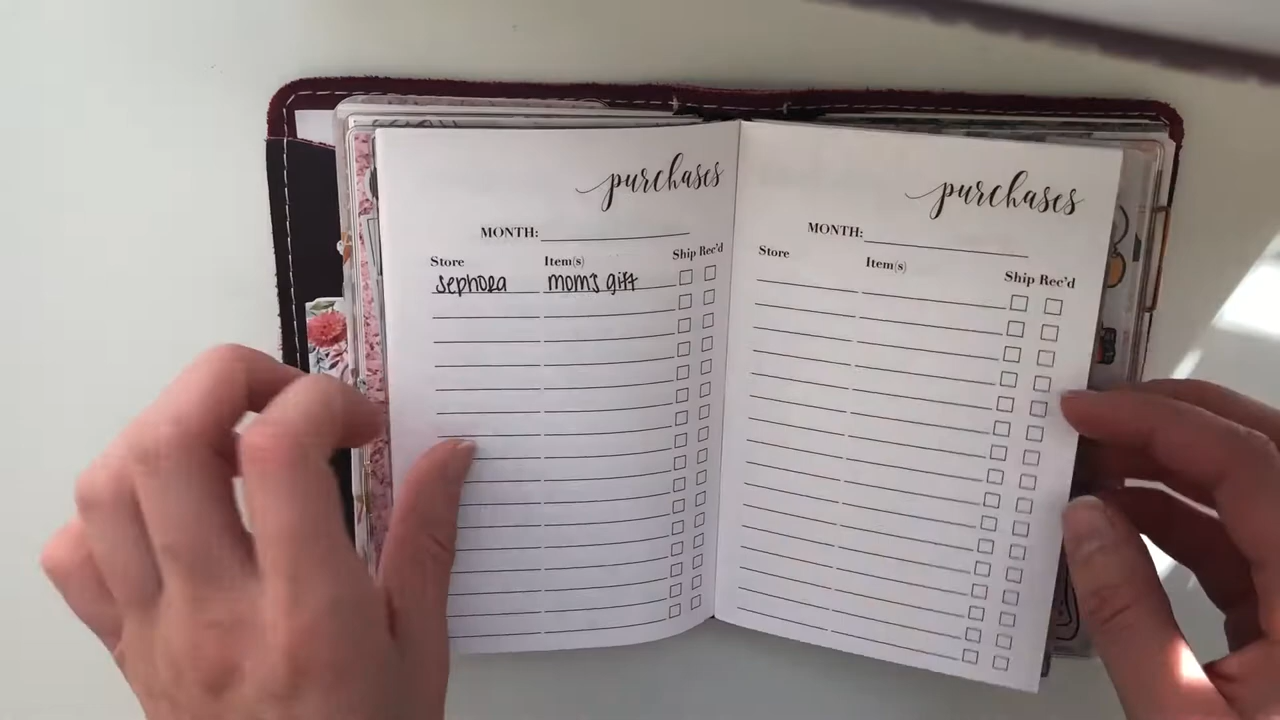 purchases
MONTH:
Store Item(s) Ship Rec'd
sephora mom's gift
purchases
MONTH:
Store Item(s) Ship Rec'd